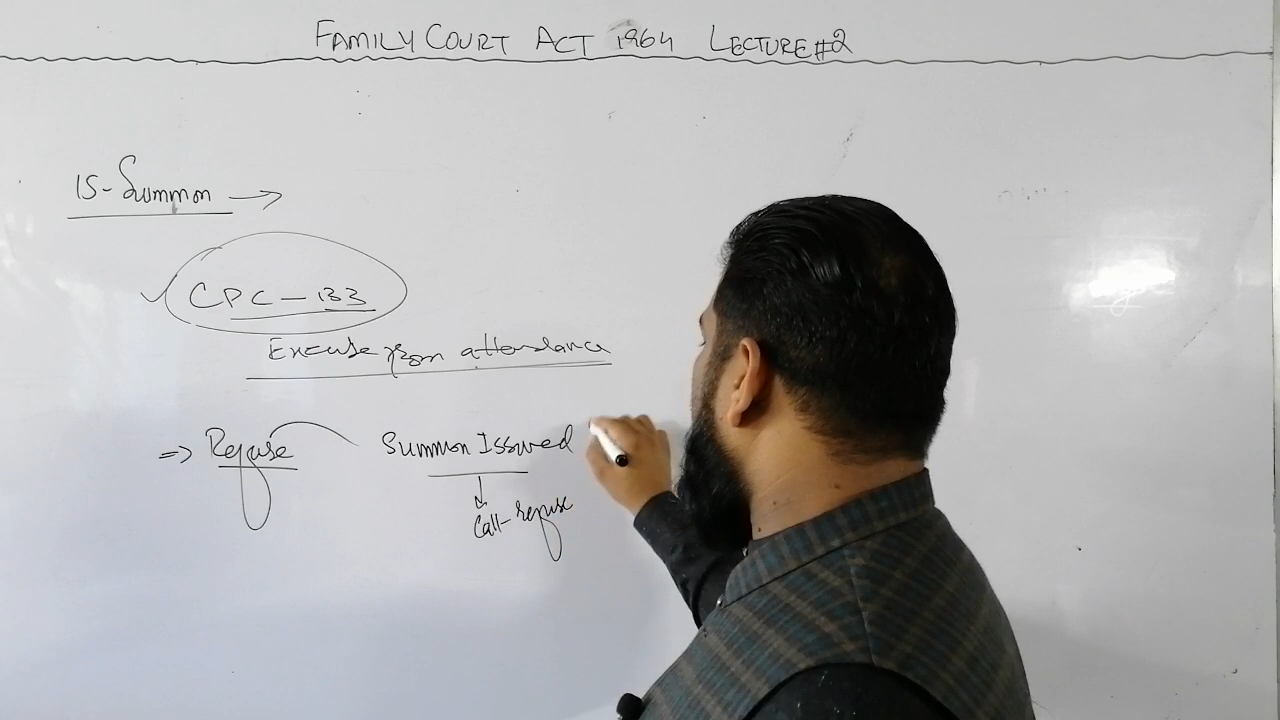 FAMILY COURT ACT 1964 LECTURE#2
15-Summon →
✓ CPC - 133
Excuse from attendance
⇒ Refuse Summon Issued
↓
Call-refuse